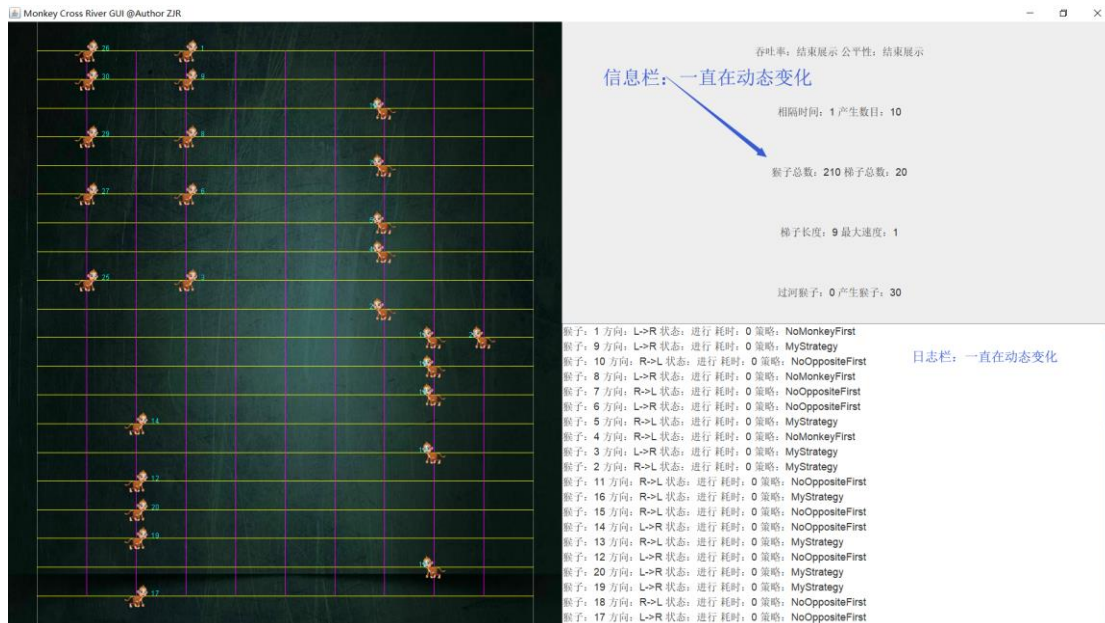 Monkey Cross River GUI @Author ZJR
吞吐率：结束展示 公平性：结束展示
信息栏：一直在动态变化
相隔时间：1 产生数目：10
猴子总数：210 梯子总数：20
梯子长度：9 最大速度：1
过河猴子：0 产生猴子：30
日志栏：一直在动态变化
猴子：1 方向：L->R 状态：进行 耗时：0 策略：NoMonkeyFirst
猴子：9 方向：L->R 状态：进行 耗时：0 策略：MyStrategy
猴子：10 方向：R->L 状态：进行 耗时：0 策略：NoOppositeFirst
猴子：8 方向：L->R 状态：进行 耗时：0 策略：NoMonkeyFirst
猴子：7 方向：R->L 状态：进行 耗时：0 策略：NoOppositeFirst
猴子：6 方向：L->R 状态：进行 耗时：0 策略：NoOppositeFirst
猴子：5 方向：R->L 状态：进行 耗时：0 策略：MyStrategy
猴子：4 方向：R->L 状态：进行 耗时：0 策略：NoMonkeyFirst
猴子：3 方向：L->R 状态：进行 耗时：0 策略：MyStrategy
猴子：2 方向：R->L 状态：进行 耗时：0 策略：MyStrategy
猴子：11 方向：R->L 状态：进行 耗时：0 策略：NoOppositeFirst
猴子：16 方向：R->L 状态：进行 耗时：0 策略：MyStrategy
猴子：15 方向：R->L 状态：进行 耗时：0 策略：NoOppositeFirst
猴子：14 方向：L->R 状态：进行 耗时：0 策略：NoOppositeFirst
猴子：13 方向：R->L 状态：进行 耗时：0 策略：MyStrategy
猴子：12 方向：L->R 状态：进行 耗时：0 策略：NoOppositeFirst
猴子：20 方向：L->R 状态：进行 耗时：0 策略：MyStrategy
猴子：19 方向：L->R 状态：进行 耗时：0 策略：MyStrategy
猴子：18 方向：R->L 状态：进行 耗时：0 策略：NoOppositeFirst
猴子：17 方向：L->R 状态：进行 耗时：0 策略：NoOppositeFirst
26 1
30 9
29 8
27 6
25 3
14
12
20
19
17